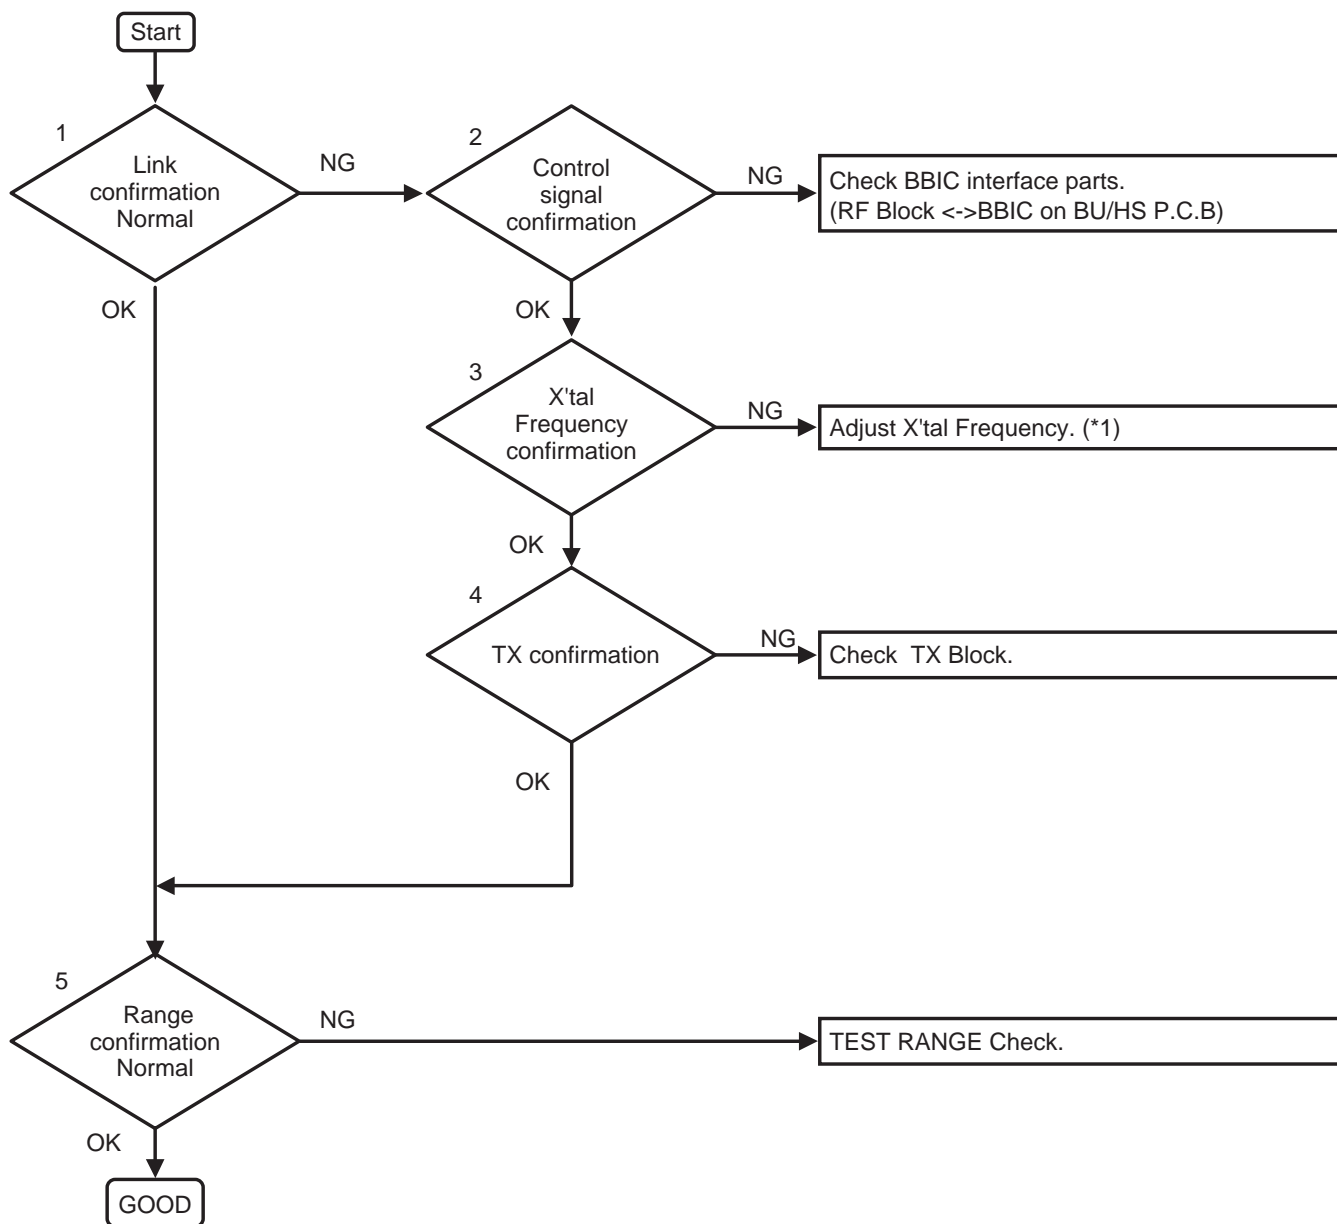 Start
1
Link
confirmation
Normal
NG
2
Control
signal
confirmation
NG
Check BBIC interface parts.
(RF Block <->BBIC on BU/HS P.C.B)
OK
OK
3
X'tal
Frequency
confirmation
NG
Adjust X'tal Frequency. (*1)
OK
4
TX confirmation
NG
Check TX Block.
OK
5
Range
confirmation
Normal
NG
TEST RANGE Check.
OK
GOOD